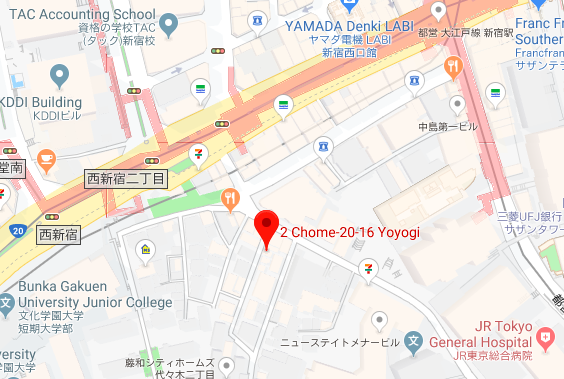 TAC Accounting School
資格の学校TAC
(タック)新宿校
YAMADA Denki LABI
ヤマダ電機 LABI
新宿西口館
都営 大江戸線 新宿駅
Franc F
Southern
Francfran
サザンテラ
KDDI Building
KDDIビル
中島第一ビル
堂南
西新宿二丁目
20
西新宿
2 Chome-20-16 Yoyogi
三菱UFJ銀行
サザンタワー
Bunka Gakuen
University Junior College
文化学園大学
短期大学部
ニューステイトメナービル
JR Tokyo
General Hospital
JR東京総合病院
iversity
園大学
藤和シティホームズ
代々木二丁目